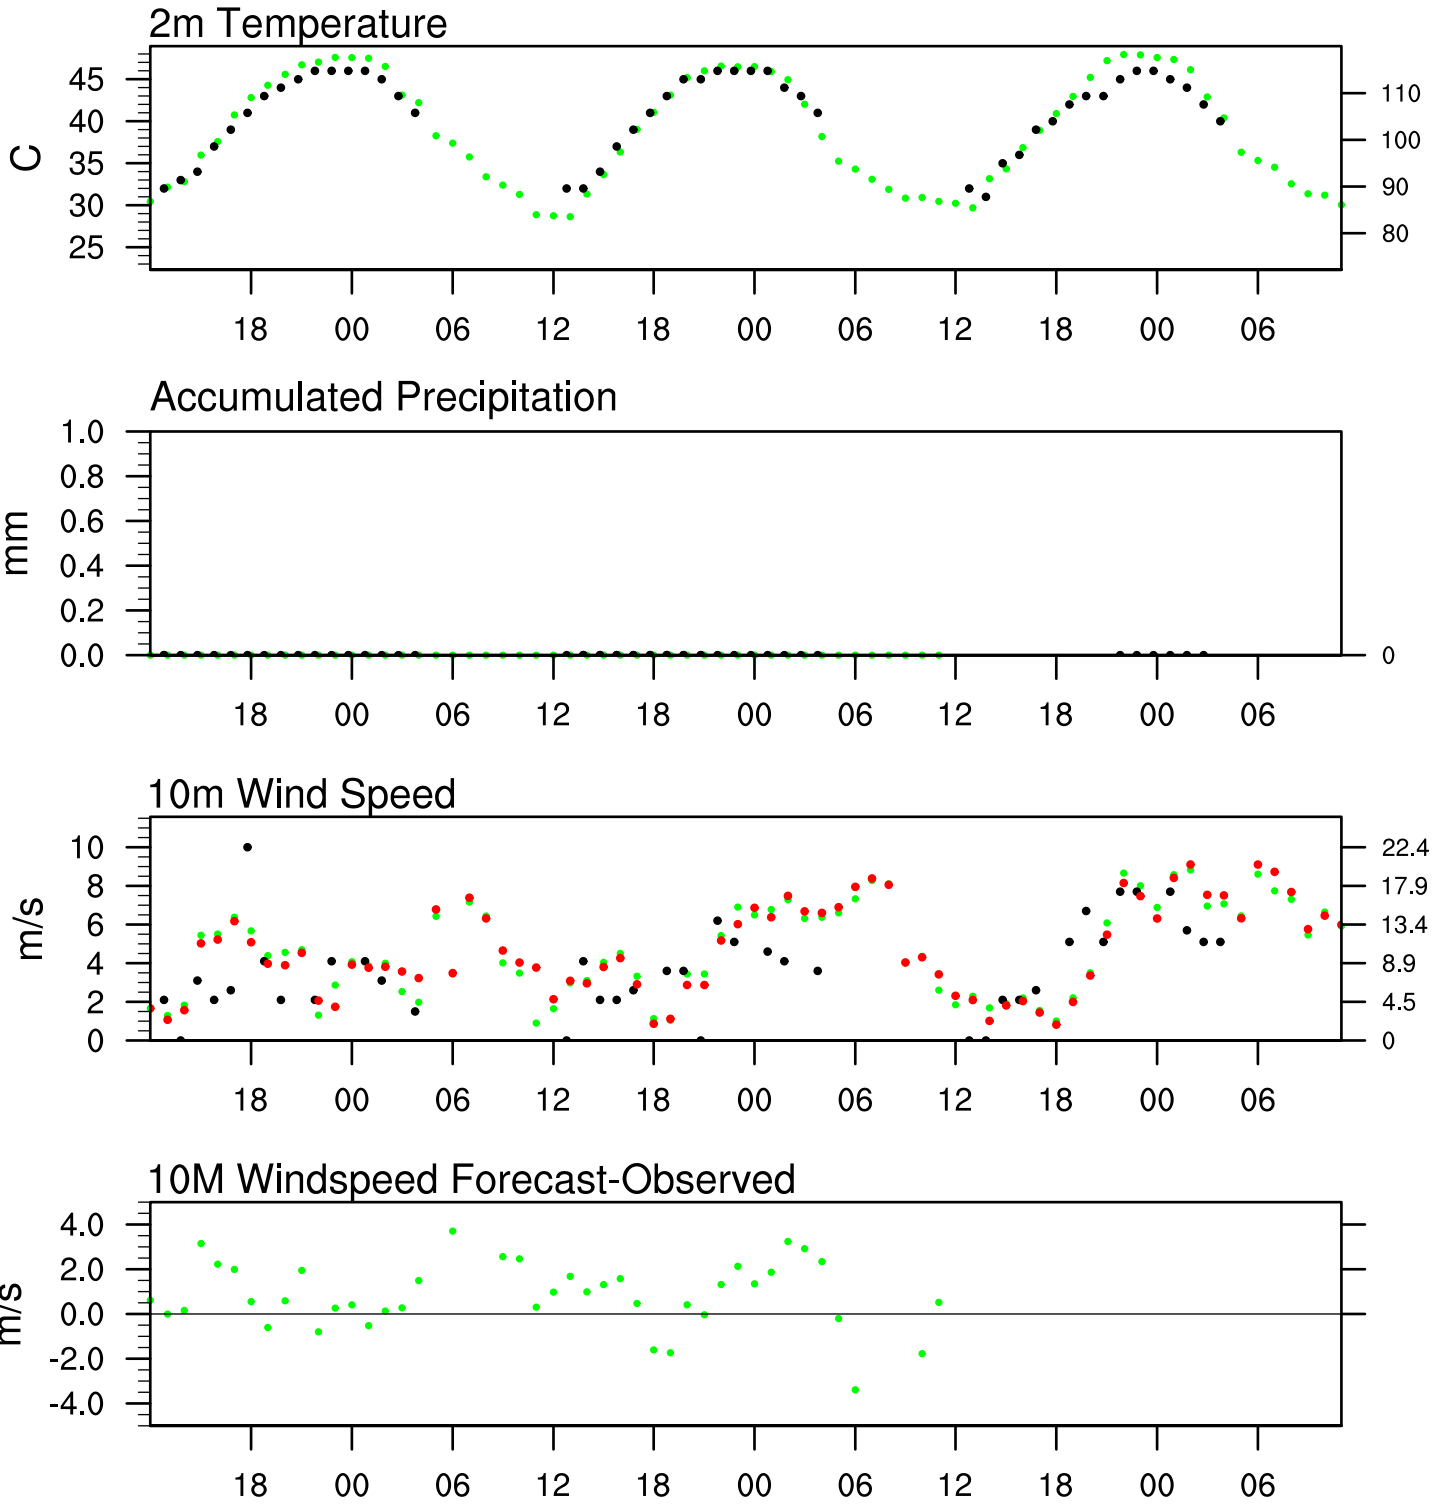 2m Temperature
45
40
35
30
25
C
110
100
90
80
18 00 06 12 18 00 06 12 18 00 06
Accumulated Precipitation
1.0
0.8
0.6
0.4
0.2
0.0
mm
0
18 00 06 12 18 00 06 12 18 00 06
10m Wind Speed
10
8
6
4
2
0
m/s
22.4
17.9
13.4
8.9
4.5
0
18 00 06 12 18 00 06 12 18 00 06
10M Windspeed Forecast-Observed
4.0
2.0
0.0
-2.0
-4.0
m/s
18 00 06 12 18 00 06 12 18 00 06